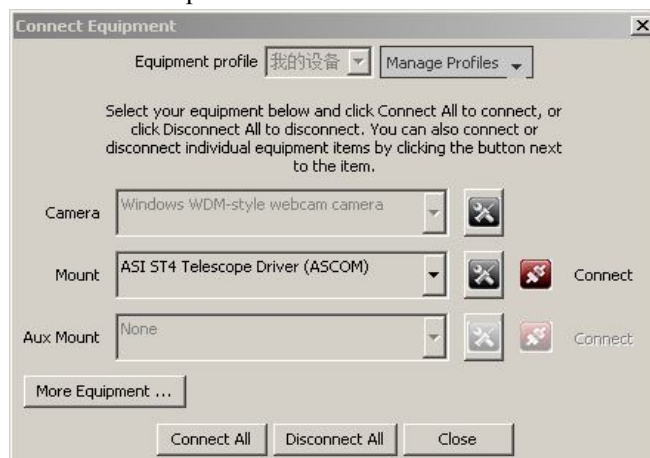 Connect Equipment
Equipment profile 我的设备 Manage Profiles
Select your equipment below and click Connect All to connect, or
click Disconnect All to disconnect. You can also connect or
disconnect individual equipment items by clicking the button next
to the item.
Camera Windows WDM-style webcam camera
Mount ASI ST4 Telescope Driver (ASCOM) Connect
Aux Mount None Connect
More Equipment ...
Connect All Disconnect All Close